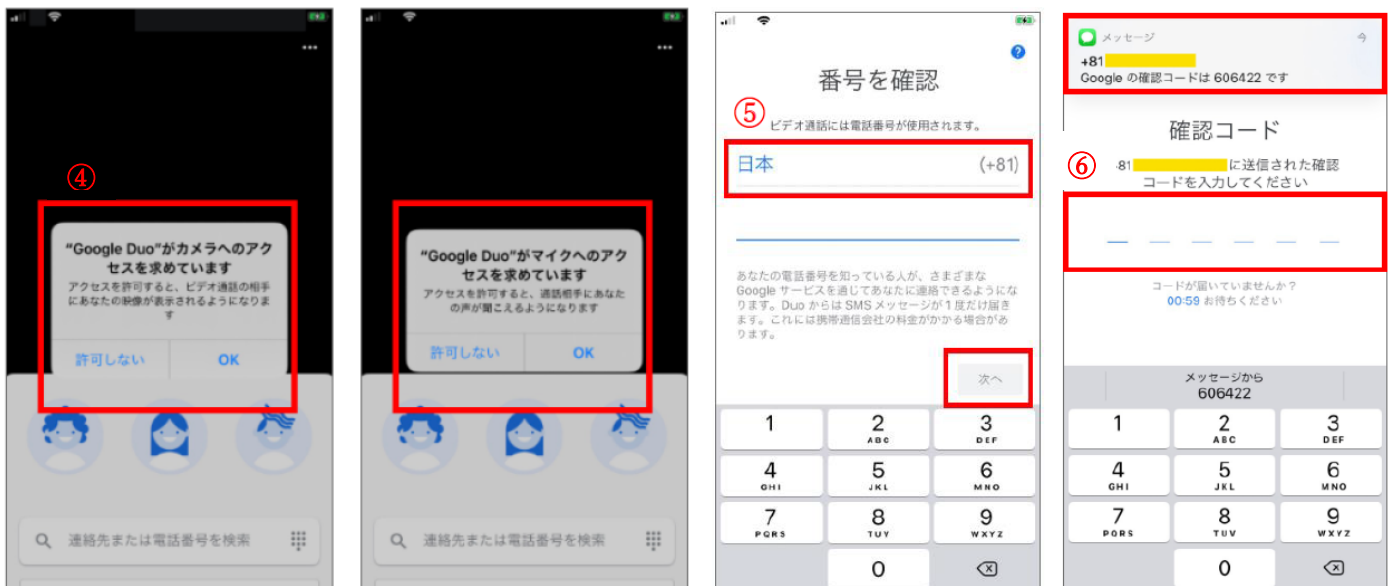 ④
“Google Duo”がカメラへのアク
セスを求めています
アクセスを許可すると、ビデオ通話の相手
にあなたの映像が表示されるようになりま
す
許可しない
OK
連絡先または電話番号を検索
“Google Duo”がマイクへのアク
セスを求めています
アクセスを許可すると、通話相手にあなた
の声が聞こえるようになります
許可しない
OK
連絡先または電話番号を検索
番号を確認
⑤
ビデオ通話には電話番号が使用されます。
日本 (+81)
あなたの電話番号を知っている人が、さまざまな
Google サービスを通じてあなたに連絡できるようにな
ります。Duo からは SMS メッセージが 1 度だけ届き
ます。これには携帯通信会社の料金がかかる場合があ
ります。
次へ
1 2 3
ABC DEF
4 5 6
GHI JKL MNO
7 8 9
PQRS TUV WXYZ
0
メッセージ 今
+81
Google の確認コードは 606422 です
確認コード
⑥
81 に送信された確認
コードを入力してください
コードが届いていませんか?
00:59 お待ちください
メッセージから
606422
1 2 3
ABC DEF
4 5 6
GHI JKL MNO
7 8 9
PQRS TUV WXYZ
0